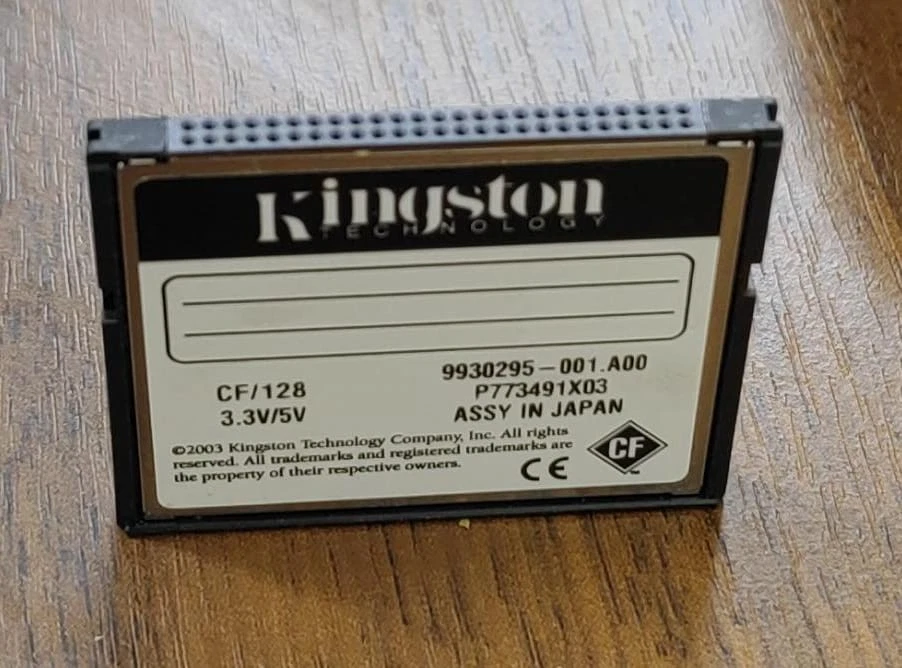 Kingston
TECHNOLOGY
CF/128
3.3V/5V
9930295-001.A00
P773491X03
ASSY IN JAPAN
©2003 Kingston Technology Company, Inc. All rights
reserved. All trademarks and registered trademarks are
the property of their respective owners.
CE
CF
™